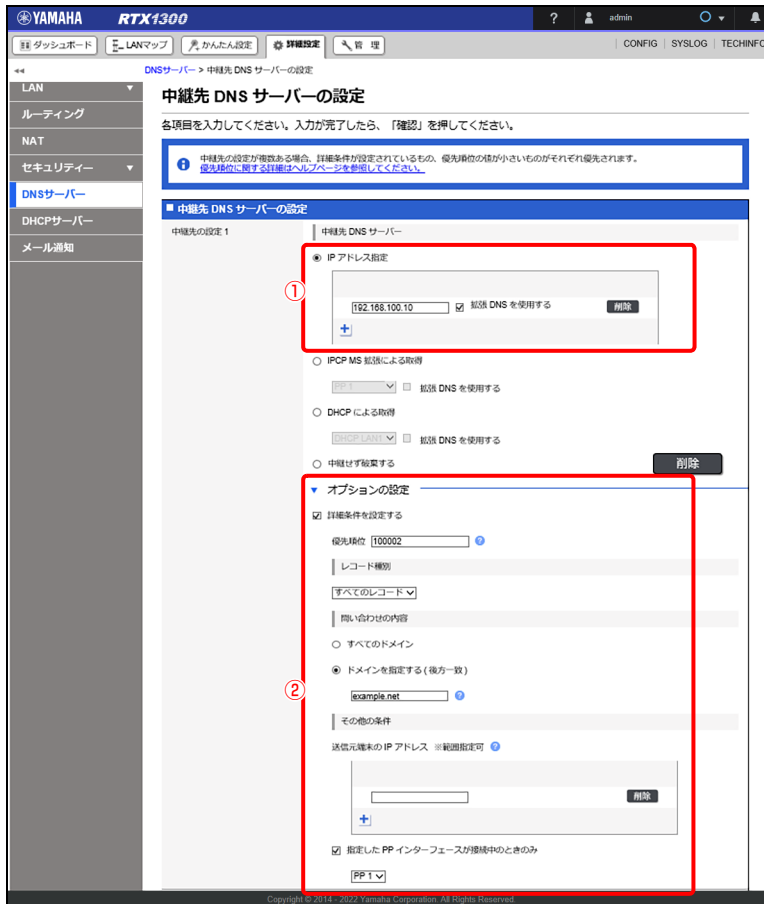 YAMAHA RTX1300 ? admin
ダッシュボード LANマップ かんたん設定 詳細設定 管 理 CONFIG SYSLOG TECHINFO
DNSサーバー > 中継先 DNS サーバーの設定
LAN
ルーティング
NAT
セキュリティー
DNSサーバー
DHCPサーバー
メール通知
中継先 DNS サーバーの設定
各項目を入力してください。入力が完了したら、「確認」を押してください。
中継先の設定が複数ある場合、詳細条件が設定されているもの、優先順位の値が小さいものがそれぞれ優先されます。
優先順位に関する詳細はヘルプページを参照してください。
■ 中継先 DNS サーバーの設定
中継先の設定 1
中継先 DNS サーバー
①
IP アドレス指定
192.168.100.10 拡張 DNS を使用する 削除
+
IPCP MS 拡張による取得
PP 1 拡張 DNS を使用する
DHCP による取得
DHCP LAN1 拡張 DNS を使用する
中継せず破棄する 削除
②
オプションの設定
詳細条件を設定する
優先順位 100002 ?
レコード種別
すべてのレコード
問い合わせの内容
すべてのドメイン
ドメインを指定する ( 後方一致 )
example.net ?
その他の条件
送信元端末の IP アドレス ※範囲指定可 ?
削除
+
指定した PP インターフェースが接続中のときのみ
PP 1
Copyright © 2014 - 2022 Yamaha Corporation. All Rights Reserved.